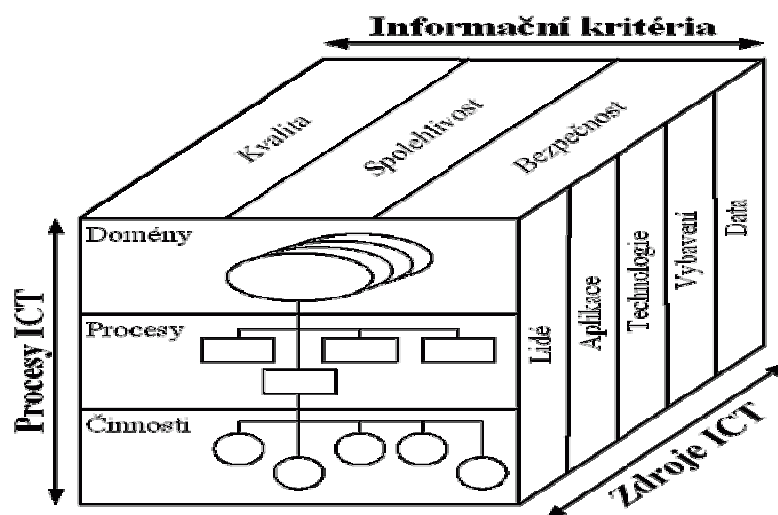 Informační kritéria
Kvalita
Spolehlivost
Bezpečnost
Procesy ICT
Domény
Procesy
Činnosti
Lidé
Aplikace
Technologie
Vybavení
Data
Zdroje ICT